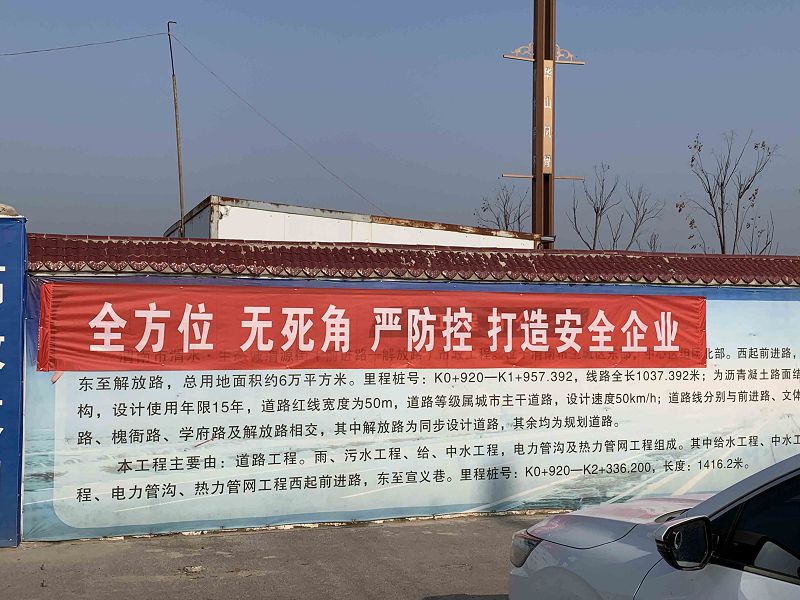 华山风骨
全方位 无死角 严防控 打造安全企业
东至解放路，总用地面积约6万平方米。里程桩号：K0+920—K1+957.392，线路全长1037.392米；为沥青凝土路面结
构，设计使用年限15年，道路红线宽度为50m，道路等级属城市主干道路，设计速度50km/h；道路线分别与前进路、文体
路、槐衙路、学府路及解放路相交，其中解放路为同步设计道路，其余均为规划道路。
本工程主要由：道路工程。雨、污水工程、给、中水工程，电力管沟及热力管网工程组成。其中给水工程、中水工
程、电力管沟、热力管网工程西起前进路，东至宣义巷。里程桩号：K0+920—K2+336.200，长度：1416.2米。